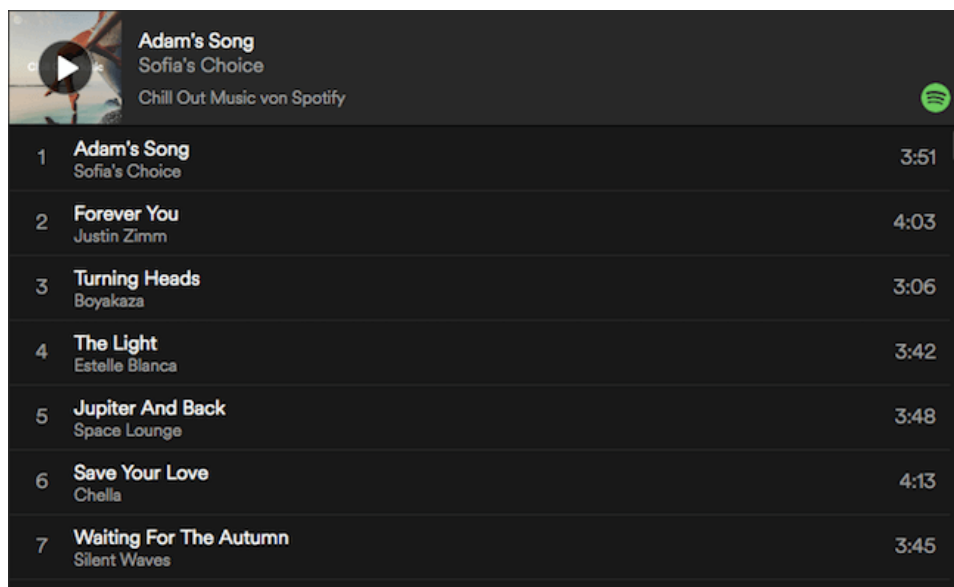 Adam's Song
Sofia's Choice
Chill Out Music von Spotify
1 Adam's Song 3:51
Sofia's Choice
2 Forever You 4:03
Justin Zimm
3 Turning Heads 3:06
Boyakaza
4 The Light 3:42
Estelle Blanca
5 Jupiter And Back 3:48
Space Lounge
6 Save Your Love 4:13
Chella
7 Waiting For The Autumn 3:45
Silent Waves